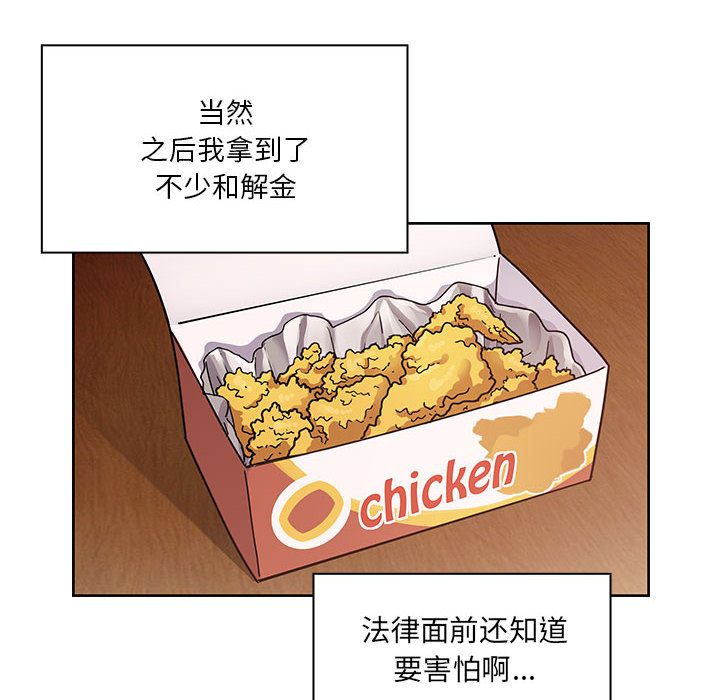 当然
之后我拿到了
不少和解金
chicken
法律面前还知道
要害怕啊...